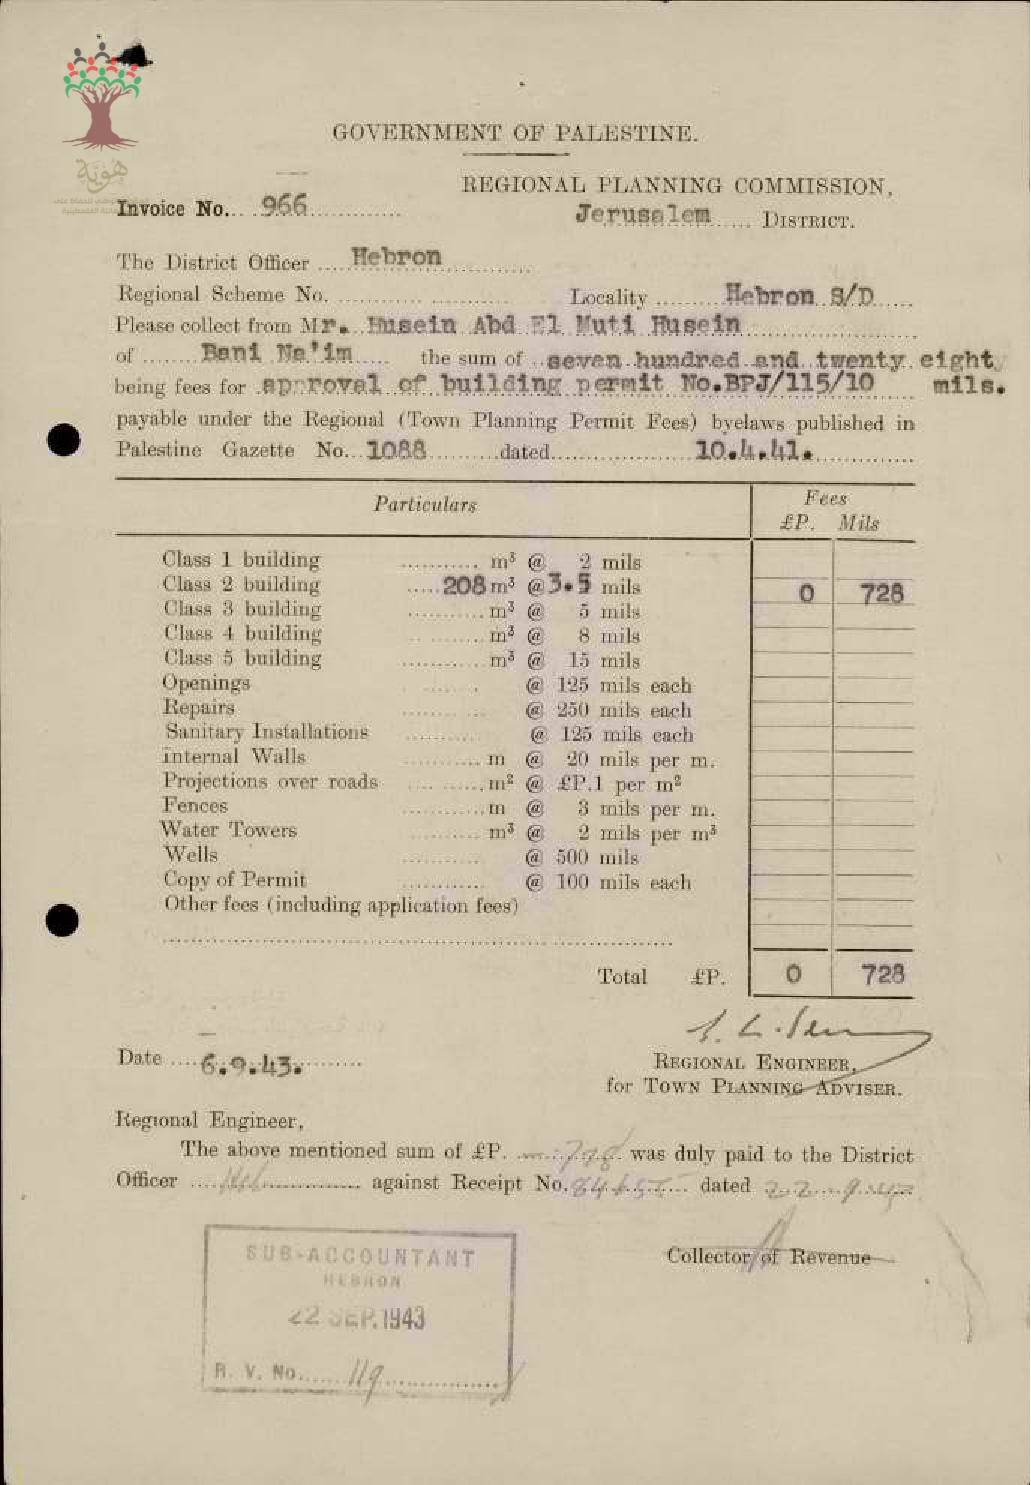 هوية
GOVERNMENT OF PALESTINE.
REGIONAL PLANNING COMMISSION,
Invoice No. 966
Jerusalem DISTRICT.
The District Officer Hebron
Regional Scheme No. Locality Hebron S/D
Please collect from Mr. Husein Abd El Muti Husein
of Bani Na'im the sum of seven hundred and twenty eight
being fees for approval of building permit No.BPJ/115/10 mils.
payable under the Regional (Town Planning Permit Fees) byelaws published in
Palestine Gazette No. 1088 dated 10.4.41.
Particulars Fees
£P. Mils
Class 1 building m³ @ 2 mils
Class 2 building 208 m³ @ 3.5 mils 0 728
Class 3 building m³ @ 5 mils
Class 4 building m³ @ 8 mils
Class 5 building m³ @ 15 mils
Openings @ 125 mils each
Repairs @ 250 mils each
Sanitary Installations @ 125 mils each
Internal Walls m @ 20 mils per m.
Projections over roads m² @ £P.1 per m²
Fences m @ 3 mils per m.
Water Towers m³ @ 2 mils per m³
Wells @ 500 mils
Copy of Permit @ 100 mils each
Other fees (including application fees)
Total £P. 0 728
Date 6.9.43.
REGIONAL ENGINEER,
for TOWN PLANNING ADVISER.
Regional Engineer,
The above mentioned sum of £P. 728 was duly paid to the District
Officer against Receipt No. dated 22.9.43
Collector of Revenue
SUB-ACCOUNTANT
HEBRON
22 SEP.1943
R. V. No. 119